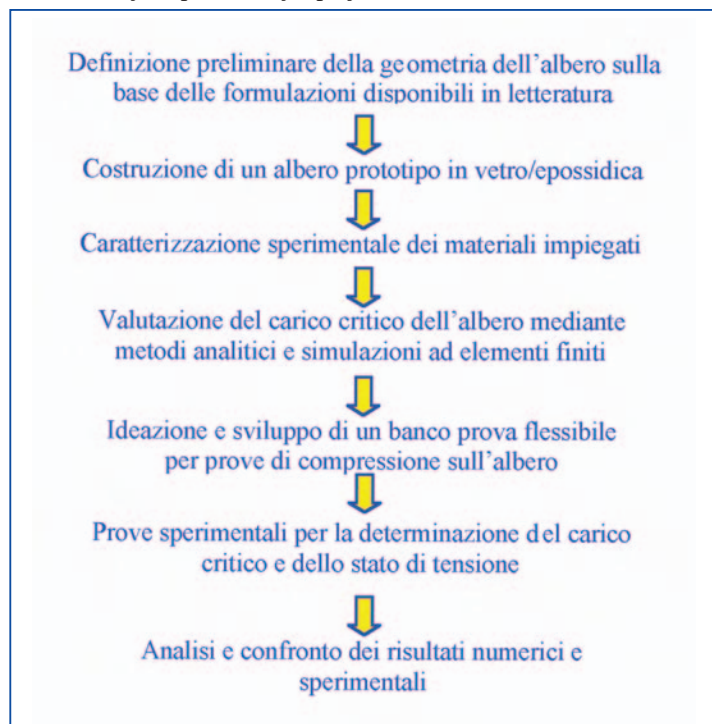 Definizione preliminare della geometria dell'albero sulla
base delle formulazioni disponibili in letteratura
Costruzione di un albero prototipo in vetro/epossidica
Caratterizzazione sperimentale dei materiali impiegati
Valutazione del carico critico dell'albero mediante
metodi analitici e simulazioni ad elementi finiti
Ideazione e sviluppo di un banco prova flessibile
per prove di compressione sull'albero
Prove sperimentali per la determinazione del carico
critico e dello stato di tensione
Analisi e confronto dei risultati numerici e
sperimentali